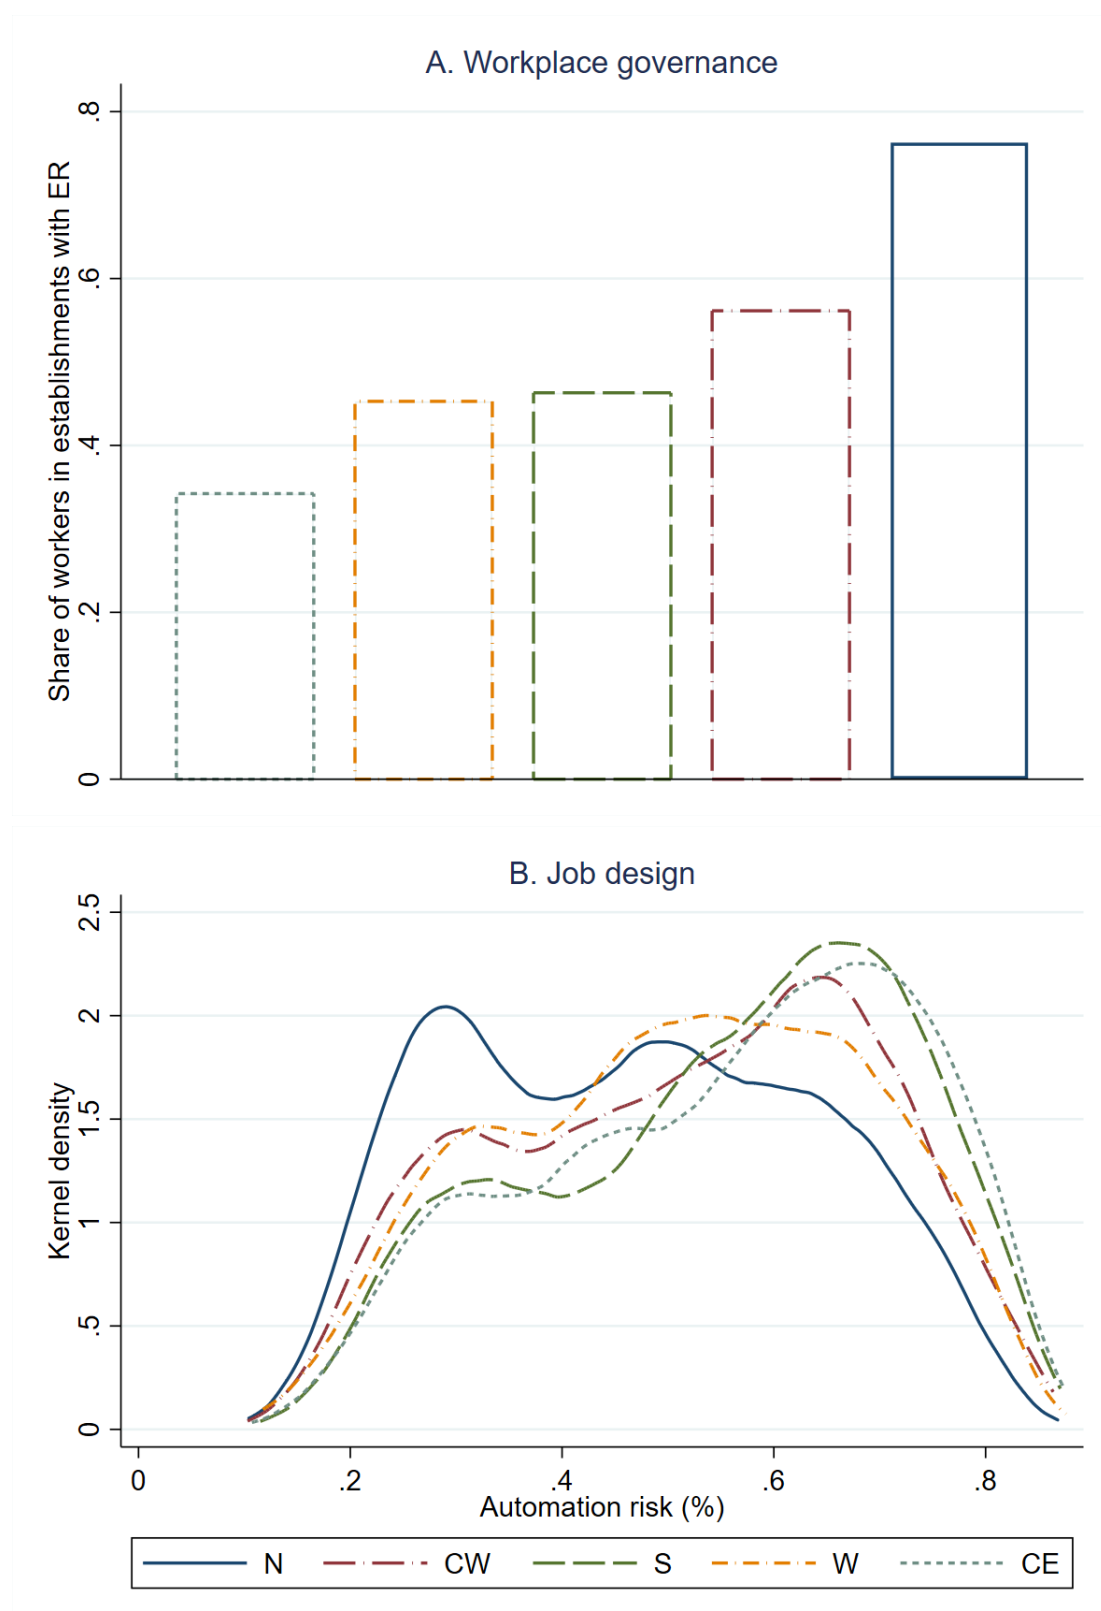 A. Workplace governance
Share of workers in establishments with ER
.8
.6
.4
.2
0
B. Job design
Kernel density
2.5
2
1.5
1
.5
0
0 .2 .4 .6 .8
Automation risk (%)
N CW S W CE